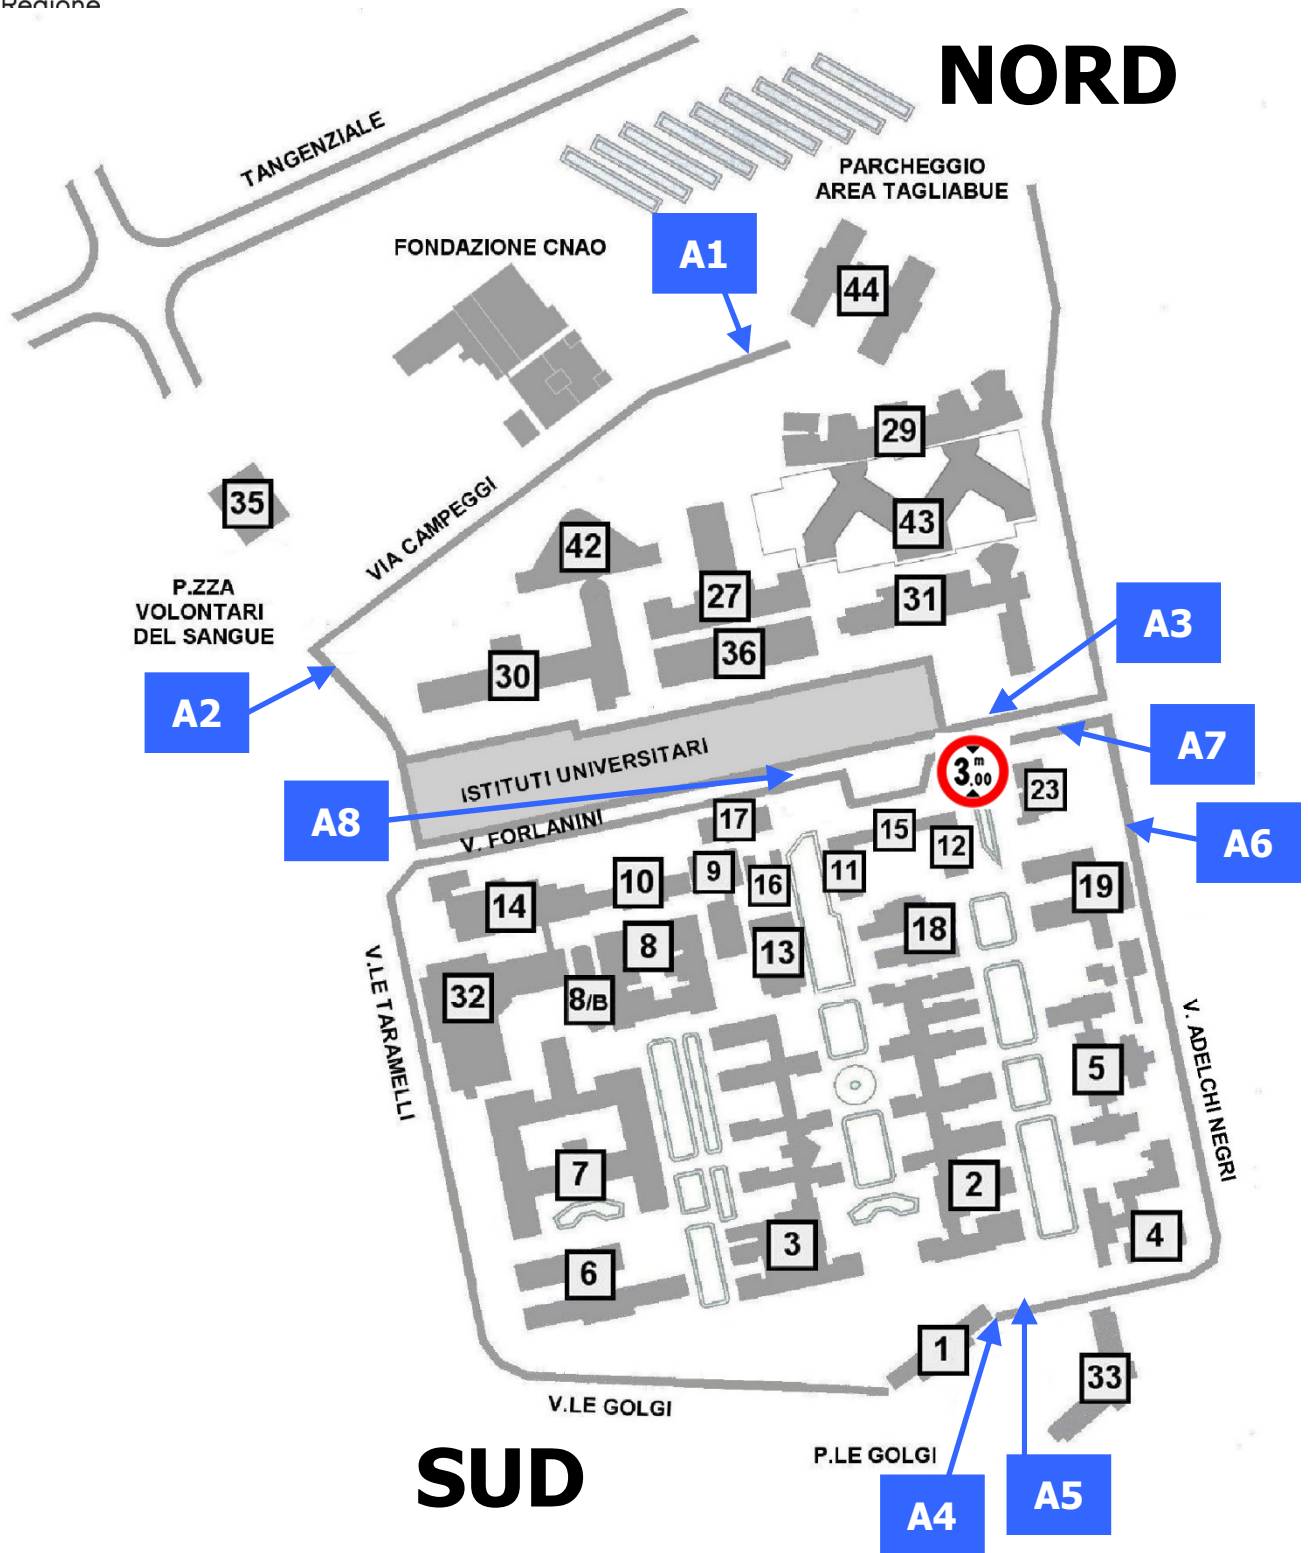 Regione
NORD
TANGENZIALE
PARCHEGGIO
AREA TAGLIABUE
FONDAZIONE CNAO
A1
44
29
35
VIA CAMPEGGI
43
42
P.ZZA
VOLONTARI
DEL SANGUE
27
31
A3
36
30
A2
A7
ISTITUTI UNIVERSITARI
3 m .00
23
A8
V. FORLANINI
17
15
12
A6
10
9
16
11
19
14
18
8
13
32
8/B
V.LE TARAMELLI
V. ADELCHI NEGRI
5
7
2
4
3
6
1
33
V.LE GOLGI
P.LE GOLGI
SUD
A4
A5